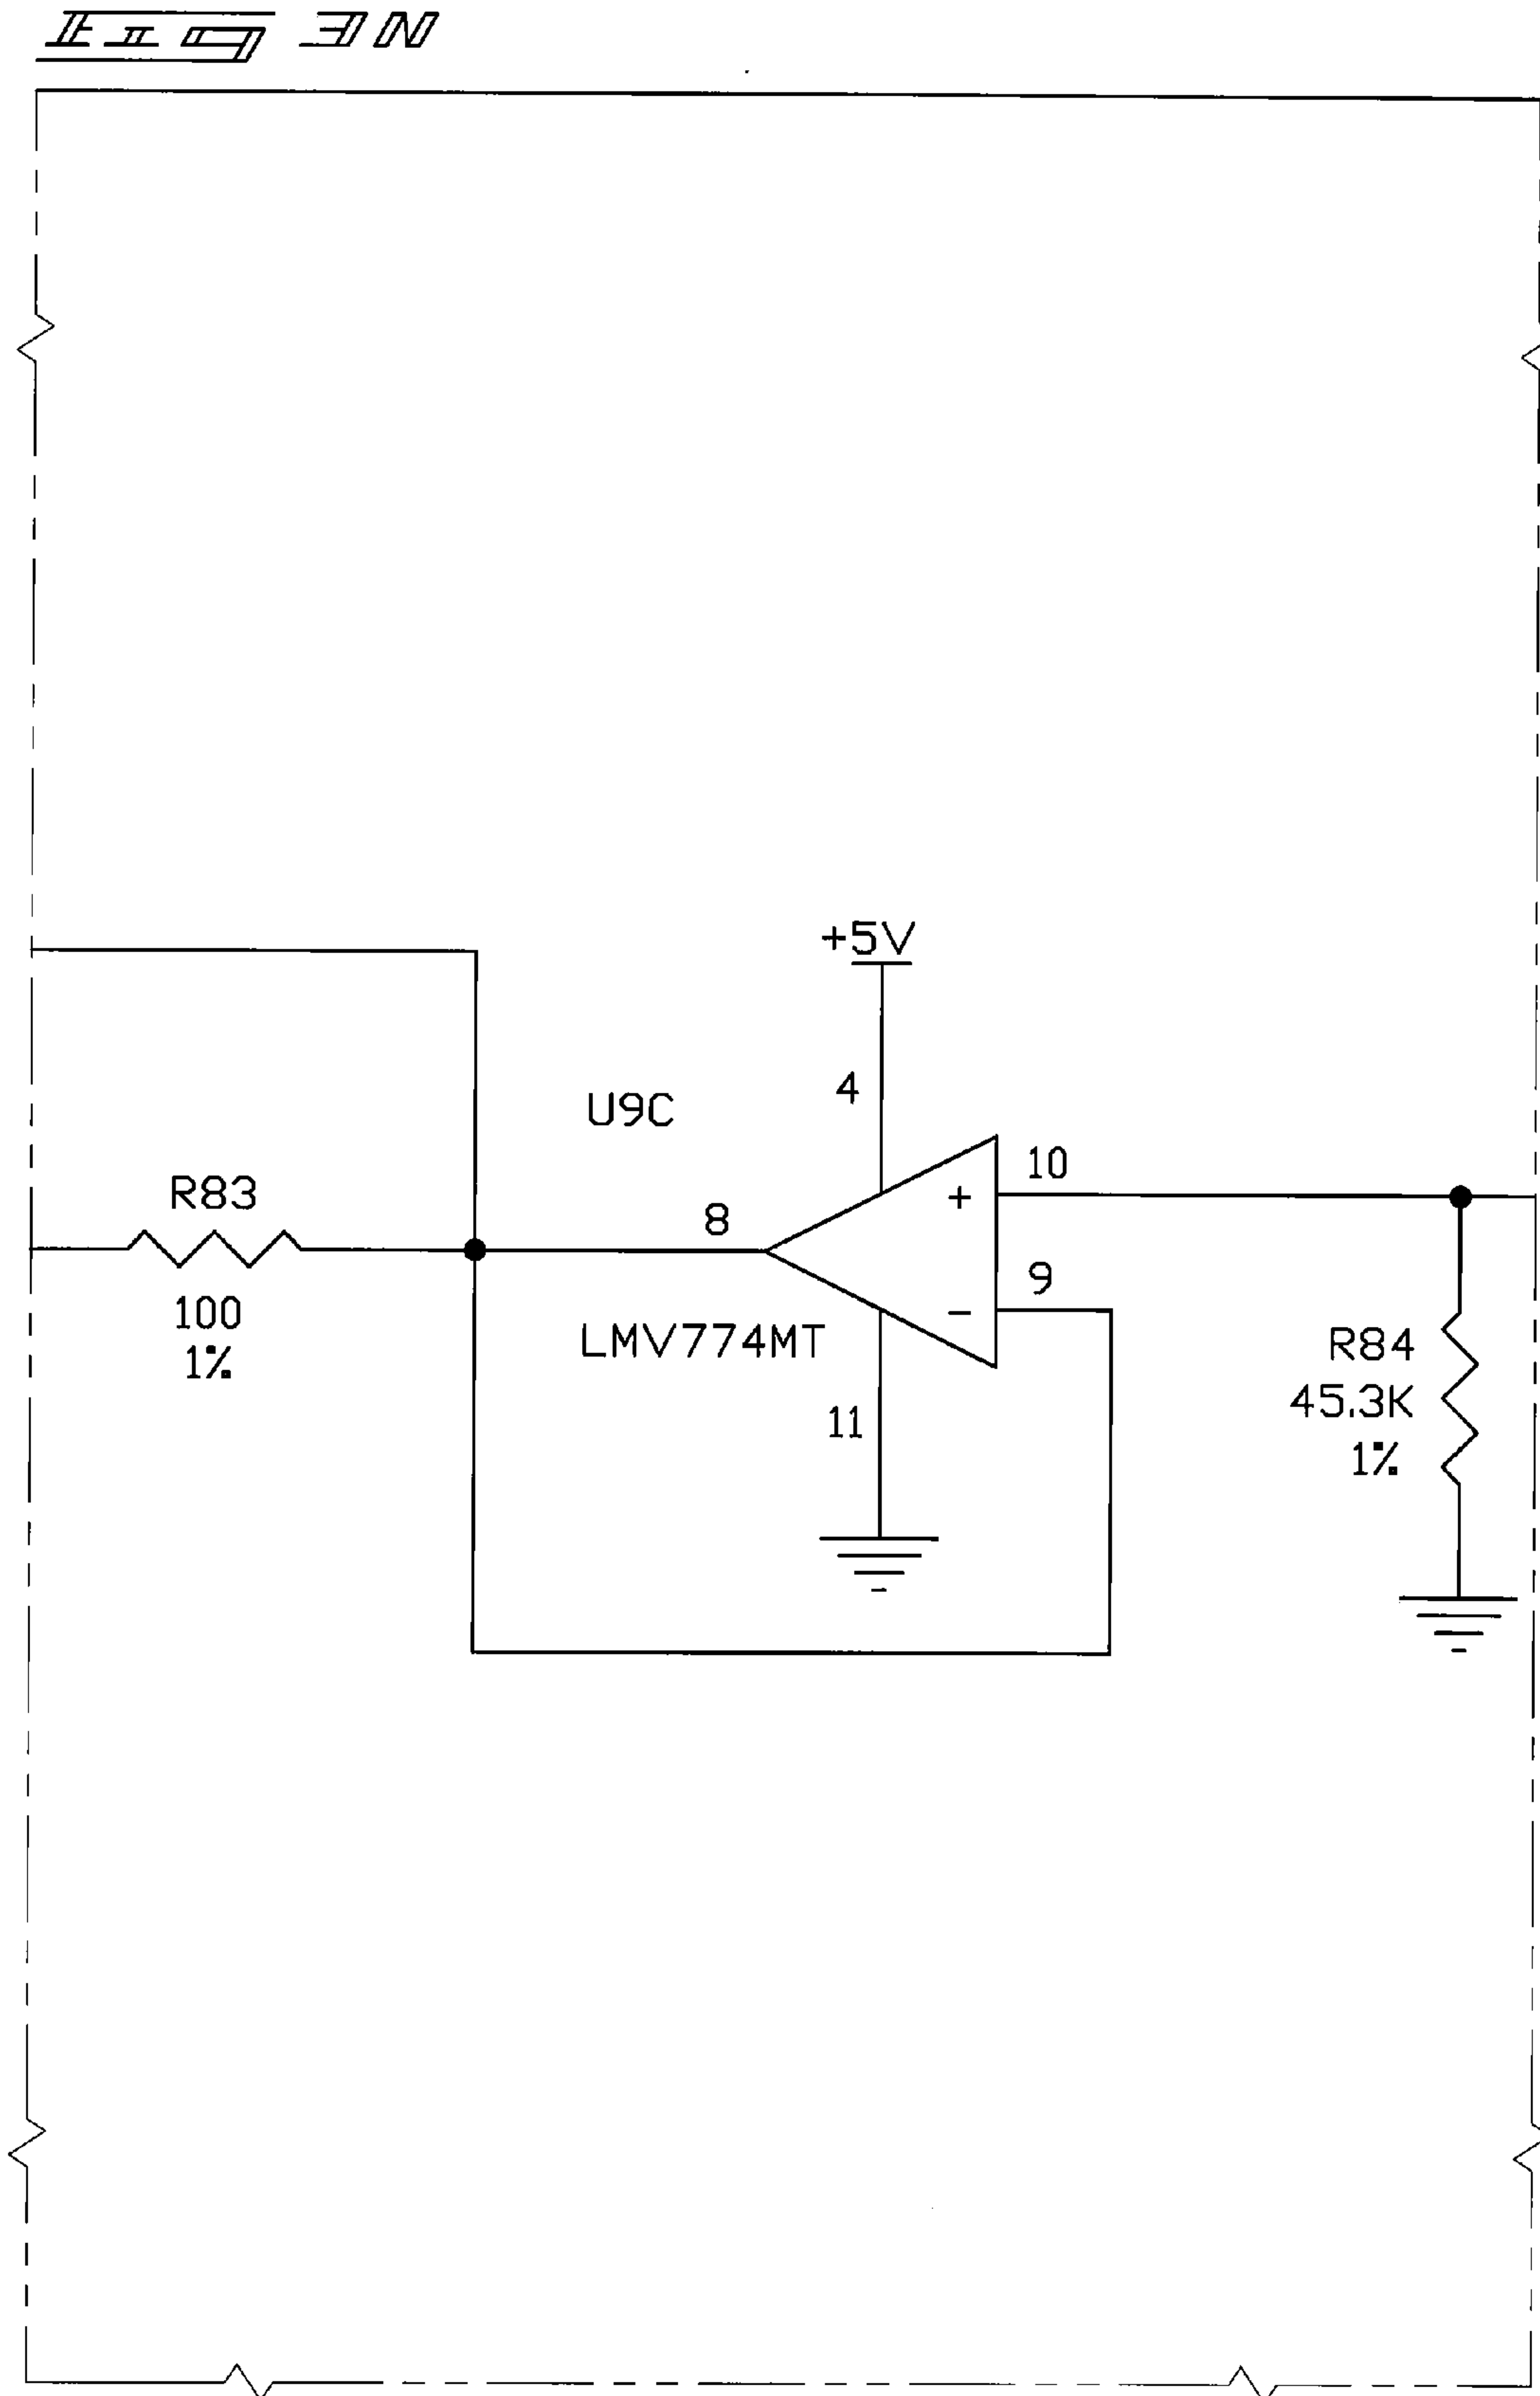 FIG 3N
+5V
4
U9C
10
+
R83
8
9
-
100
1%
LMV774MT
R84
45.3K
1%
11